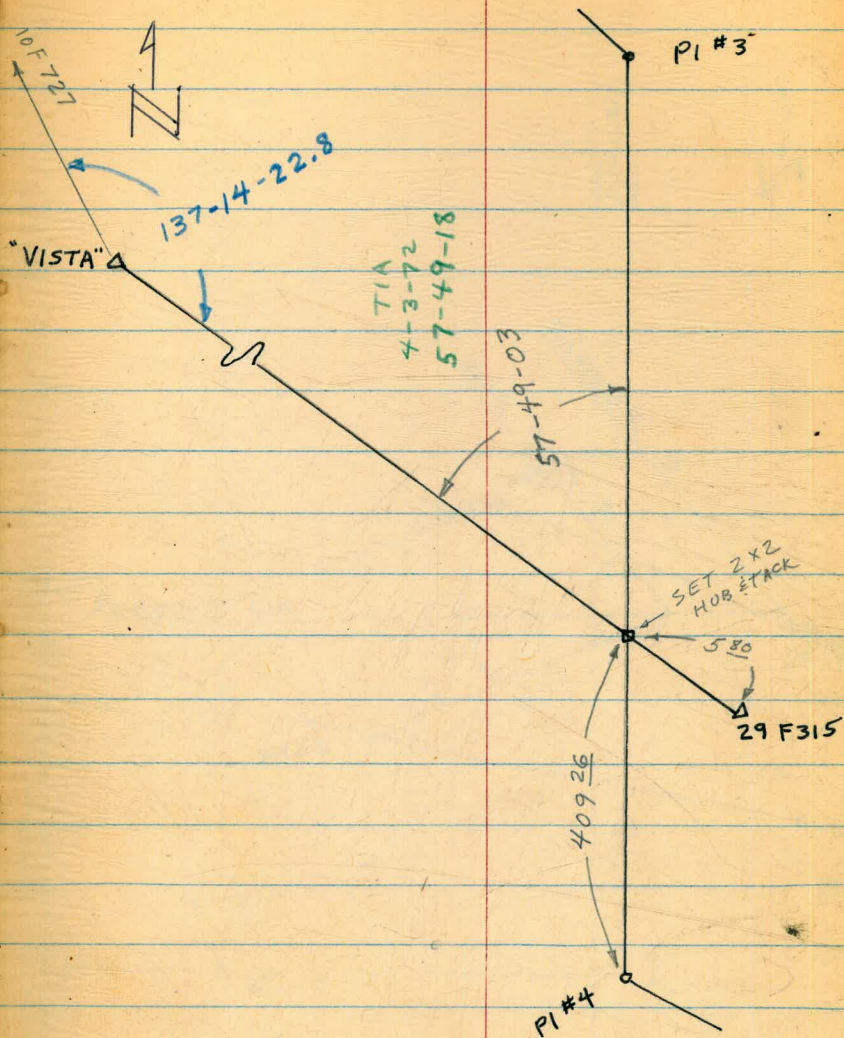 10F727
N
PI #3
137-14-22.8
"VISTA"
TIA
4-3-72
57-49-18
57-49-03
SET 2X2
HUB & TACK
5 80
29 F315
409 26
PI #4